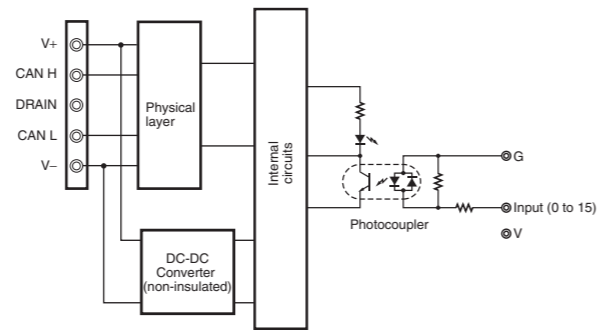 V+
CAN H
DRAIN
CAN L
V–
Physical
layer
DC-DC
Converter
(non-insulated)
Internal
circuits
Photocoupler
G
Input (0 to 15)
V